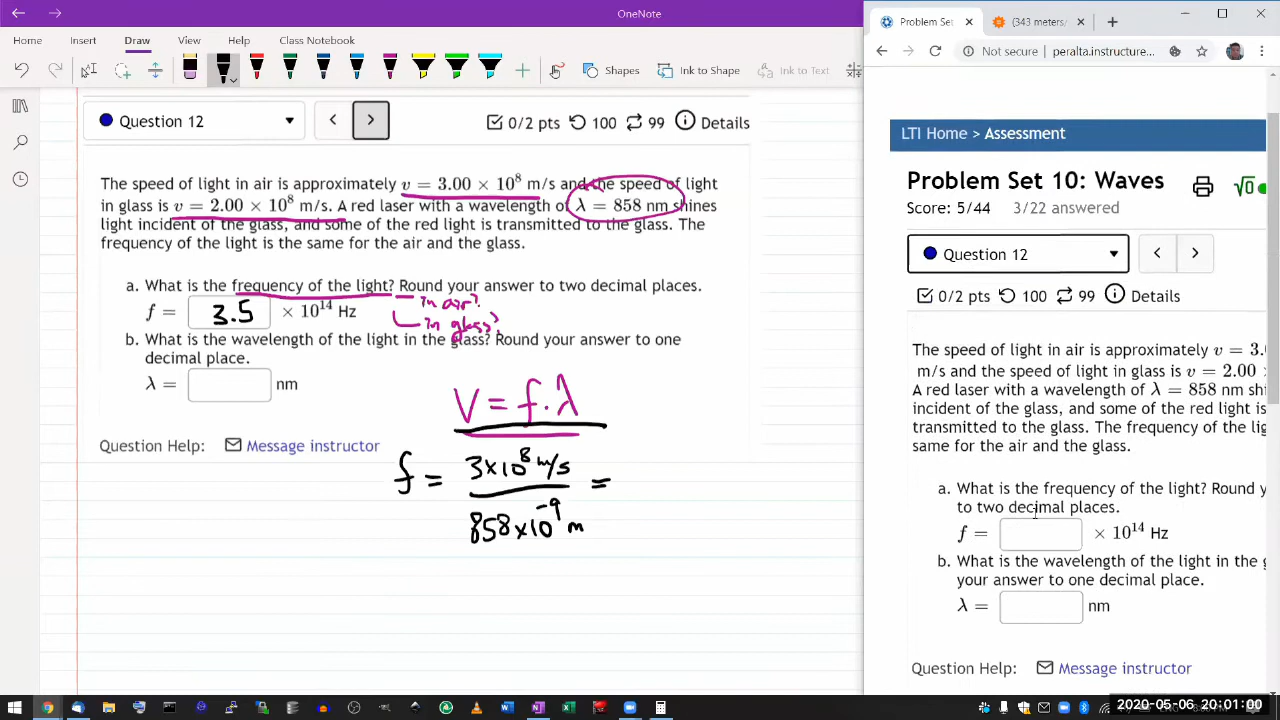 OneNote
Home Insert Draw View Help Class Notebook
Shapes Ink to Shape Ink to Text Ink to Math
Question 12
0/2 pts 100 99 Details
The speed of light in air is approximately v = 3.00 × 10⁸ m/s and the speed of light
in glass is v = 2.00 × 10⁸ m/s. A red laser with a wavelength of λ = 858 nm shines
light incident of the glass, and some of the red light is transmitted to the glass. The
frequency of the light is the same for the air and the glass.
a. What is the frequency of the light? Round your answer to two decimal places.
in air?
f = 3.5 × 10¹⁴ Hz
in glass?
b. What is the wavelength of the light in the glass? Round your answer to one
decimal place.
λ = nm
V = f · λ
Question Help: Message instructor
f = 3×10⁸ m/s =
858×10⁻⁹ m
Problem Set
(343 meters/
Not secure peralta.instructure...
LTI Home > Assessment
Problem Set 10: Waves
√0
Score: 5/44 3/22 answered
Question 12
0/2 pts 100 99 Details
The speed of light in air is approximately v = 3.0
m/s and the speed of light in glass is v = 2.00
A red laser with a wavelength of λ = 858 nm shi
incident of the glass, and some of the red light is
transmitted to the glass. The frequency of the lig
same for the air and the glass.
a. What is the frequency of the light? Round y
to two decimal places.
f = × 10¹⁴ Hz
b. What is the wavelength of the light in the g
your answer to one decimal place.
λ = nm
Question Help: Message instructor
2020-05-06 20:01:00